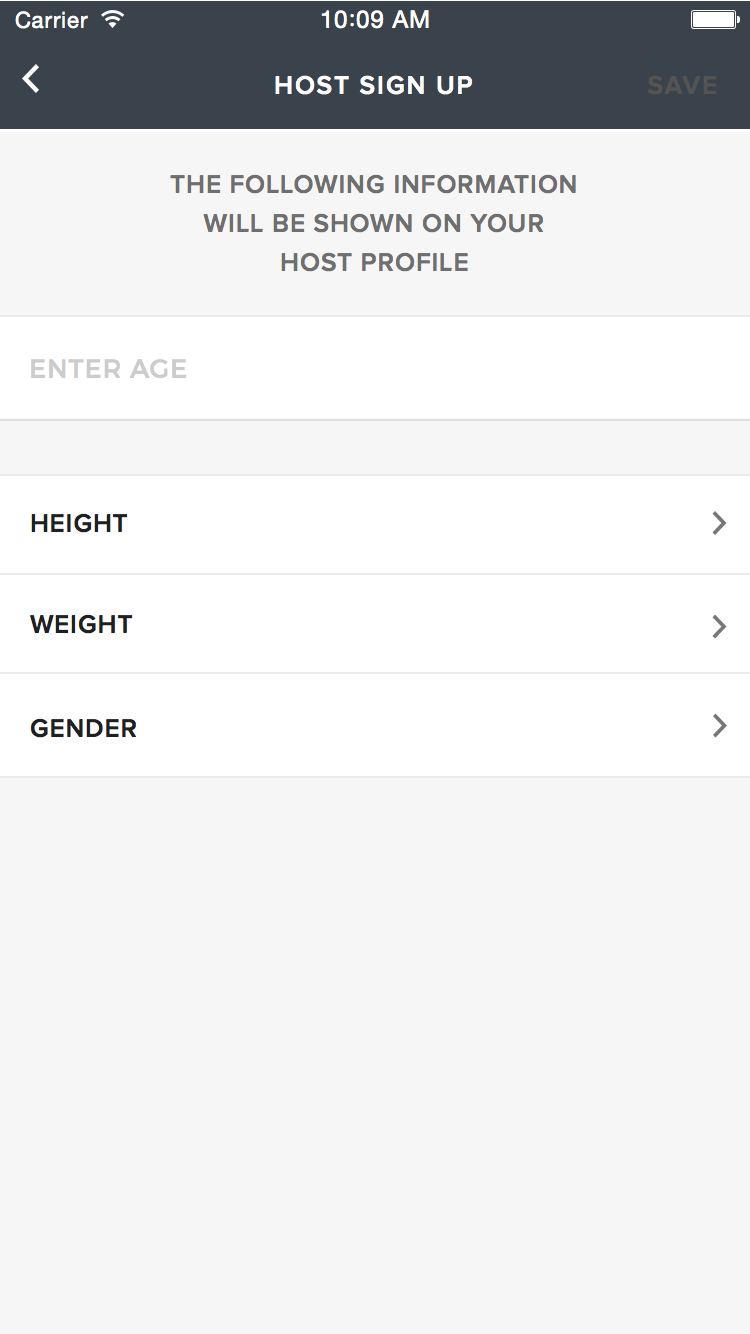 Carrier 10:09 AM
HOST SIGN UP SAVE
THE FOLLOWING INFORMATION
WILL BE SHOWN ON YOUR
HOST PROFILE
ENTER AGE
HEIGHT
WEIGHT
GENDER